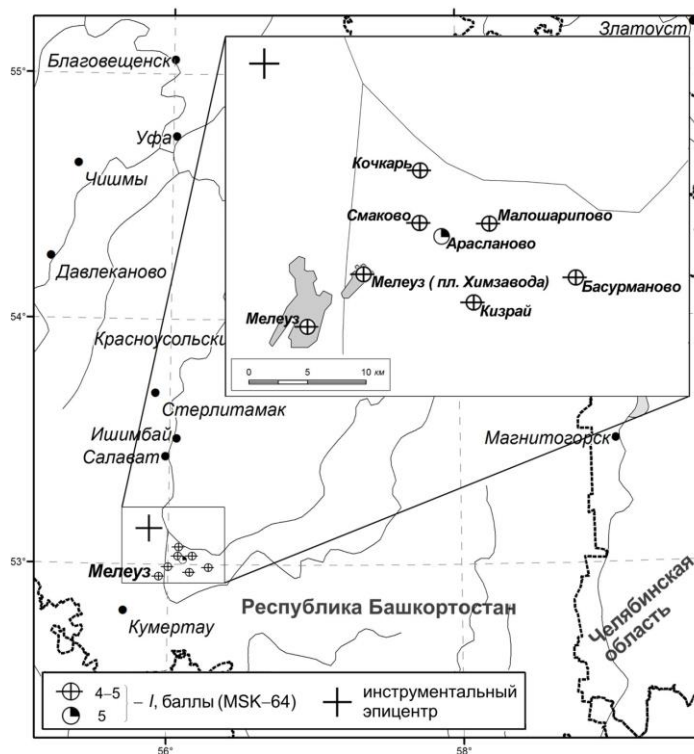 Златоуст
55°
Благовещенск
Уфа
Чишмы
Кочкарь
Смаково
Малошарипово
Арасланово
Давлеканово
Мелеуз ( пл. Химзавода)
Басурманово
Кизрай
Мелеуз
54°
Красноусольски
0 5 10 км
Стерлитамак
Ишимбай
Магнитогорск
Салават
53°
Мелеуз
Республика Башкортостан
Кумертау
Челябинская
область
4–5
5
– I, баллы (MSK–64)
инструментальный
эпицентр
56°
58°